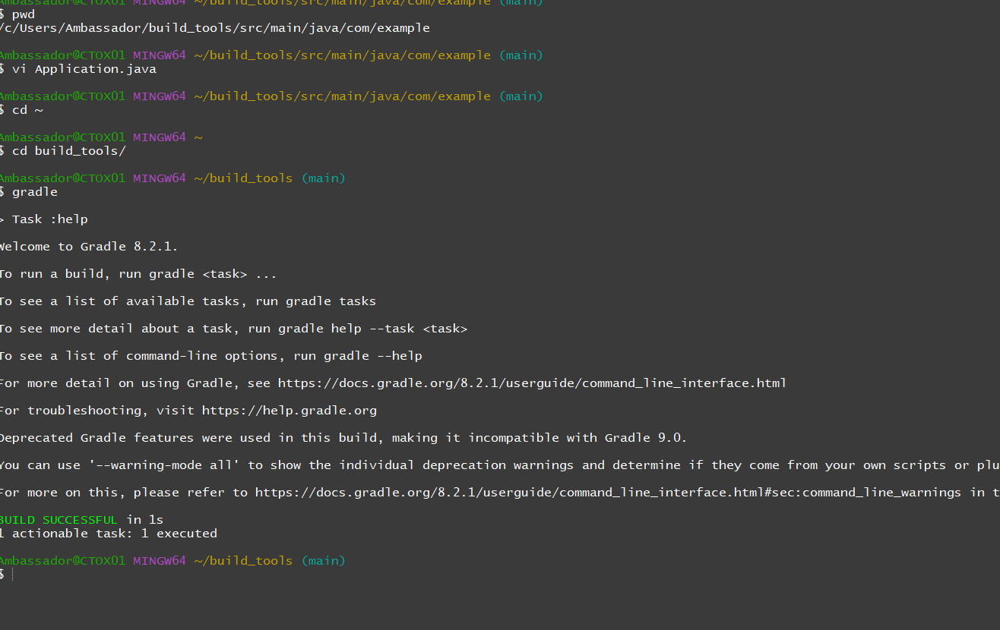 Ambassador@CTOX01 MINGW64 ~/build_tools/src/main/java/com/example (main)
$ pwd
/c/Users/Ambassador/build_tools/src/main/java/com/example
Ambassador@CTOX01 MINGW64 ~/build_tools/src/main/java/com/example (main)
$ vi Application.java
Ambassador@CTOX01 MINGW64 ~/build_tools/src/main/java/com/example (main)
$ cd ~
Ambassador@CTOX01 MINGW64 ~
$ cd build_tools/
Ambassador@CTOX01 MINGW64 ~/build_tools (main)
$ gradle
> Task :help
Welcome to Gradle 8.2.1.
To run a build, run gradle <task> ...
To see a list of available tasks, run gradle tasks
To see more detail about a task, run gradle help --task <task>
To see a list of command-line options, run gradle --help
For more detail on using Gradle, see https://docs.gradle.org/8.2.1/userguide/command_line_interface.html
For troubleshooting, visit https://help.gradle.org
Deprecated Gradle features were used in this build, making it incompatible with Gradle 9.0.
You can use '--warning-mode all' to show the individual deprecation warnings and determine if they come from your own scripts or plu
For more on this, please refer to https://docs.gradle.org/8.2.1/userguide/command_line_interface.html#sec:command_line_warnings in t
BUILD SUCCESSFUL in 1s
1 actionable task: 1 executed
Ambassador@CTOX01 MINGW64 ~/build_tools (main)
$